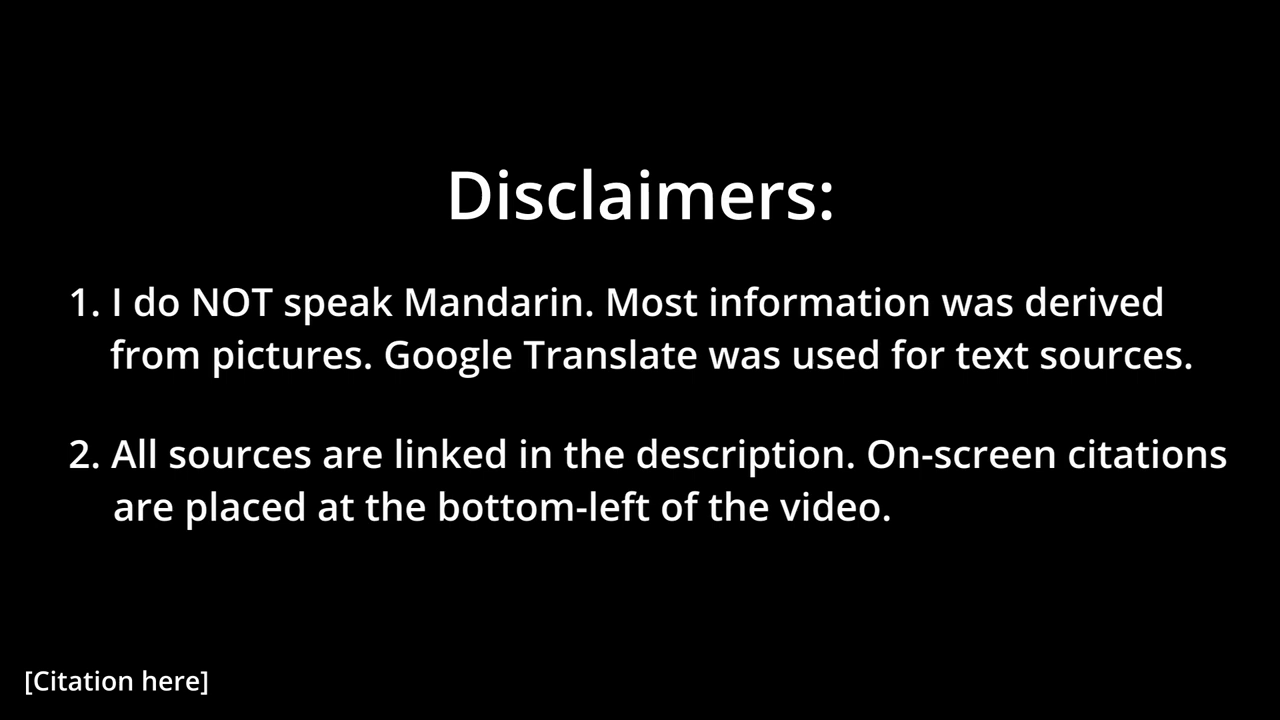 Disclaimers:
1. I do NOT speak Mandarin. Most information was derived
from pictures. Google Translate was used for text sources.
2. All sources are linked in the description. On-screen citations
are placed at the bottom-left of the video.
[Citation here]